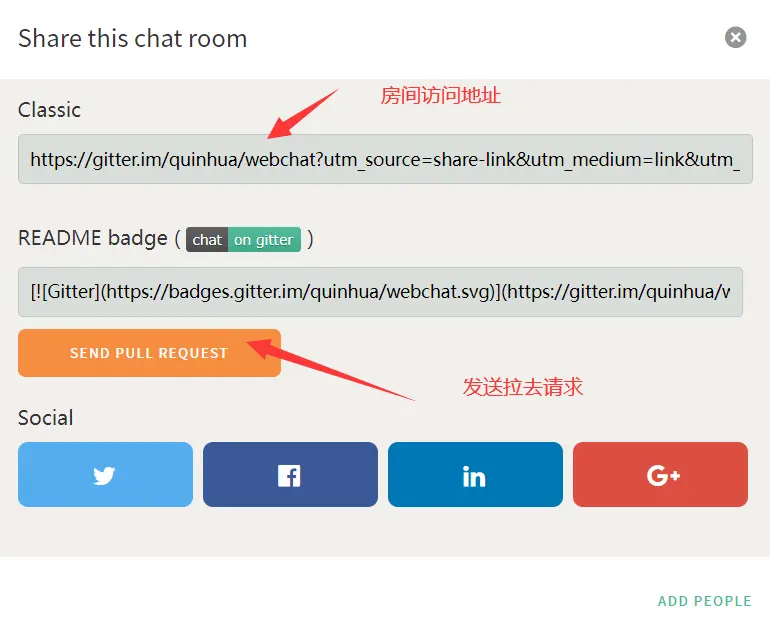 Share this chat room
房间访问地址
Classic
https://gitter.im/quinhua/webchat?utm_source=share-link&utm_medium=link&utm_
README badge ( chat on gitter )
[![Gitter](https://badges.gitter.im/quinhua/webchat.svg)](https://gitter.im/quinhua/w
SEND PULL REQUEST
发送拉去请求
Social
G+
ADD PEOPLE